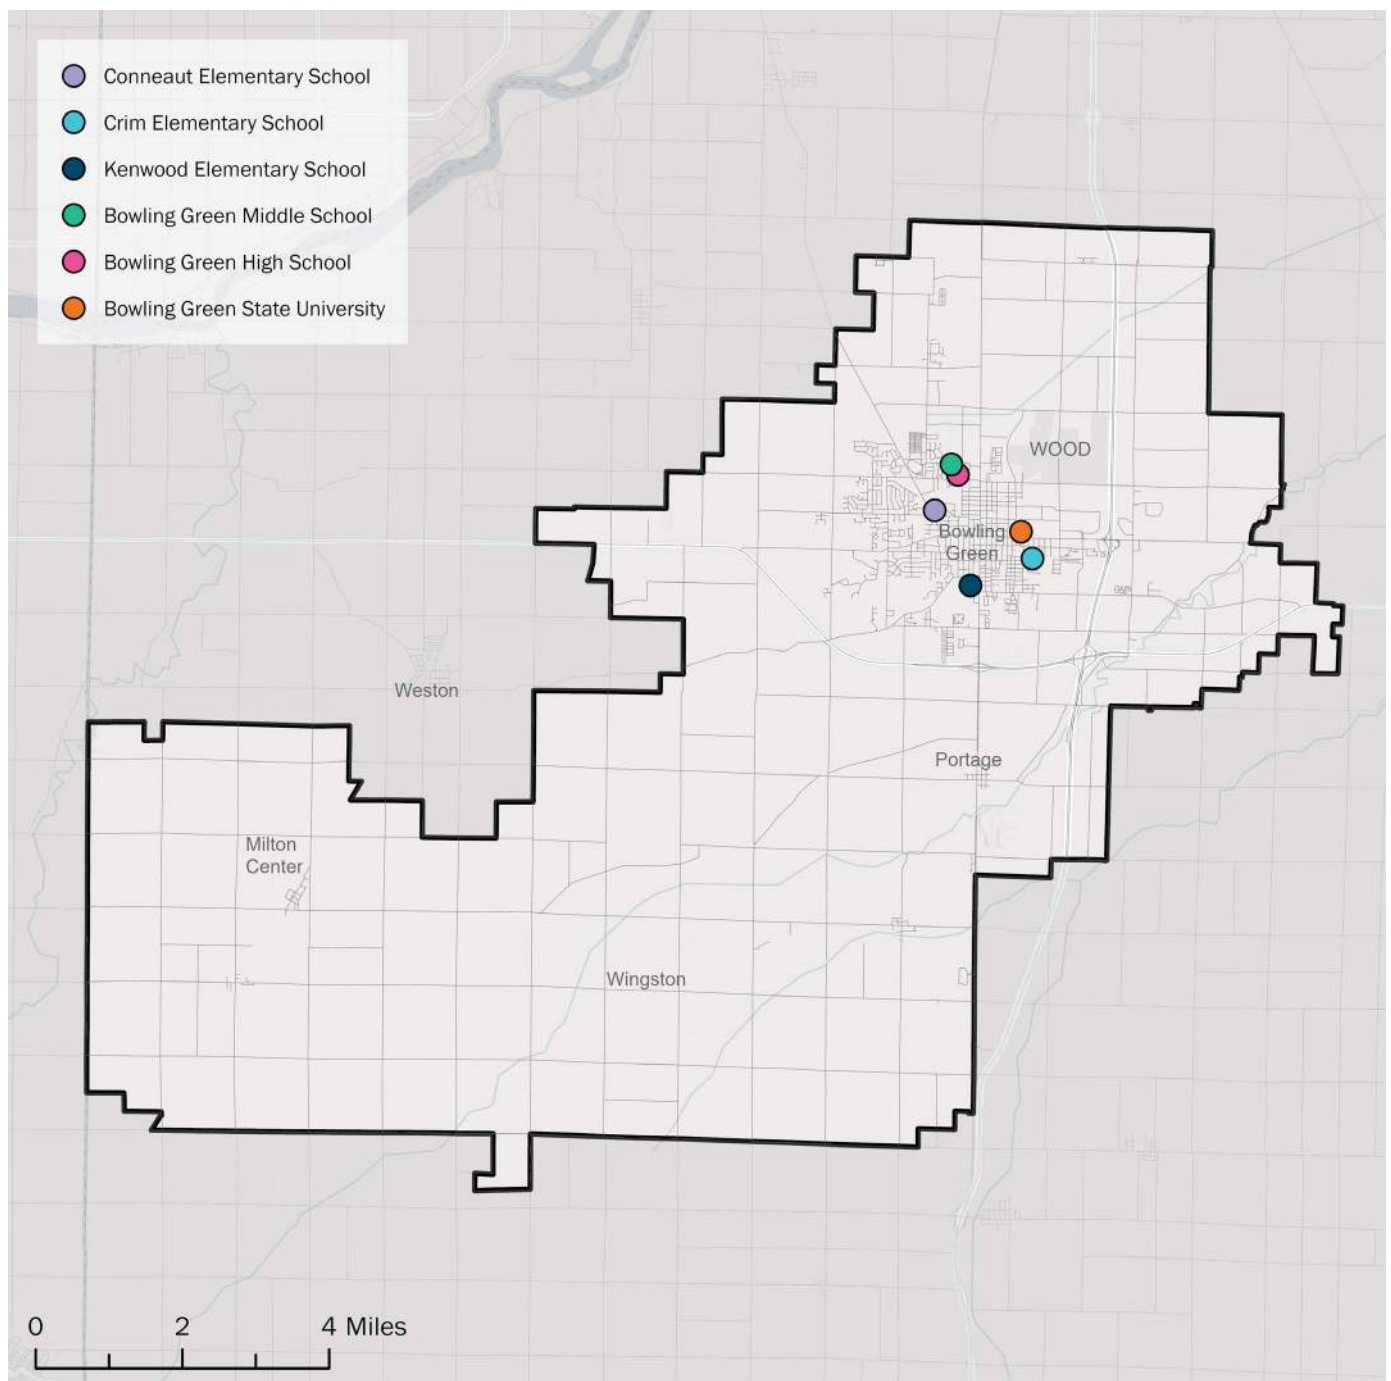 Conneaut Elementary School
Crim Elementary School
Kenwood Elementary School
Bowling Green Middle School
Bowling Green High School
Bowling Green State University
WOOD
Bowling
Green
Weston
Portage
Milton
Center
Wingston
0 2 4 Miles